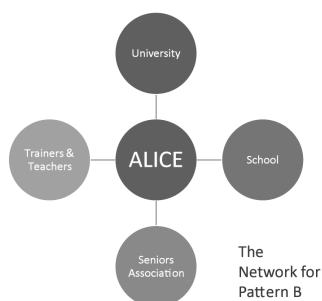 University
Trainers &
Teachers
ALICE
School
Seniors
Association
The
Network for
Pattern B